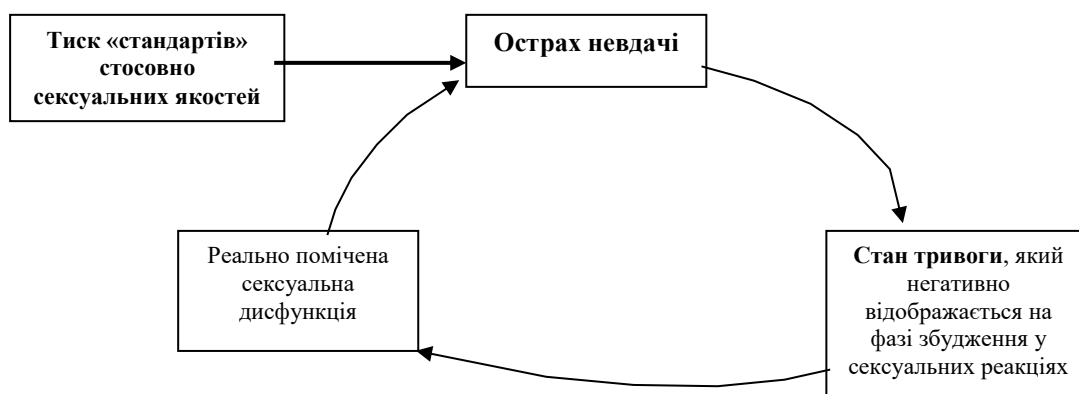 Тиск «стандартів»
стосовно
сексуальних якостей
Острах невдачі
Реально помічена
сексуальна
дисфункція
Стан тривоги, який
негативно
відображається на
фазі збудження у
сексуальних реакціях